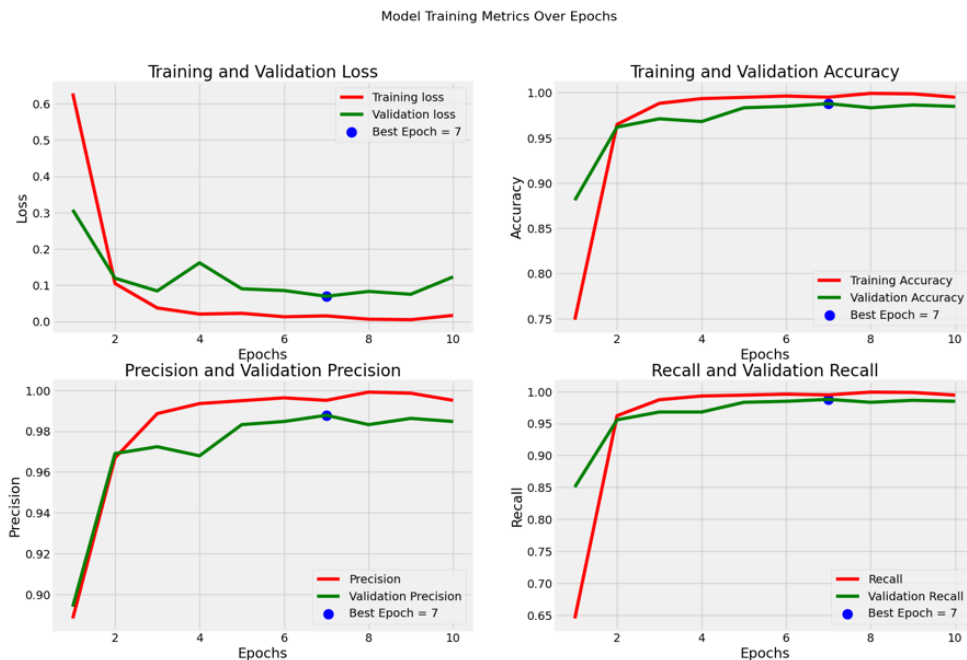 Model Training Metrics Over Epochs
Training and Validation Loss
Loss
0.6
0.5
0.4
0.3
0.2
0.1
0.0
Training loss
Validation loss
Best Epoch = 7
2 4 6 8 10
Epochs
Training and Validation Accuracy
Accuracy
1.00
0.95
0.90
0.85
0.80
0.75
Training Accuracy
Validation Accuracy
Best Epoch = 7
2 4 6 8 10
Epochs
Precision and Validation Precision
Precision
1.00
0.98
0.96
0.94
0.92
0.90
Precision
Validation Precision
Best Epoch = 7
2 4 6 8 10
Epochs
Recall and Validation Recall
Recall
1.00
0.95
0.90
0.85
0.80
0.75
0.70
0.65
Recall
Validation Recall
Best Epoch = 7
2 4 6 8 10
Epochs